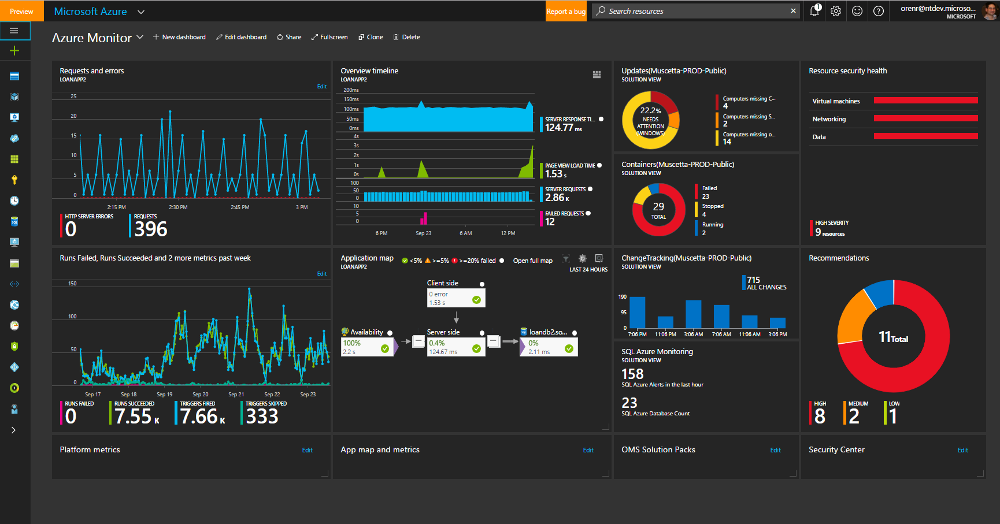 Preview
Microsoft Azure
Report a bug
Search resources
1
orenr@ntdev.microso...
MICROSOFT
Azure Monitor
New dashboard
Edit dashboard
Share
Fullscreen
Clone
Delete
Requests and errors
LOANAPP2
Edit
25
20
15
10
5
0
2:15 PM
2:30 PM
2:45 PM
3 PM
HTTP SERVER ERRORS
0
REQUESTS
396
Overview timeline
LOANAPP2
200ms
150ms
100ms
50ms
0ms
SERVER RESPONSE TI...
124.77 ms
4s
3s
2s
1s
0s
PAGE VIEW LOAD TIME
1.53 s
100
50
0
SERVER REQUESTS
2.86 K
10
5
0
FAILED REQUESTS
12
6 PM
Sep 23
6 AM
12 PM
Updates(Muscetta-PROD-Public)
SOLUTION VIEW
22.2%
NEEDS
ATTENTION
(WINDOWS)
Computers missing C...
4
Computers missing S...
2
Computers missing o...
14
Containers(Muscetta-PROD-Public)
SOLUTION VIEW
29
TOTAL
Failed
23
Stopped
4
Running
2
Resource security health
Virtual machines
Networking
Data
HIGH SEVERITY
9 resources
Runs Failed, Runs Succeeded and 2 more metrics past week
Edit
150
100
50
0
Sep 17
Sep 18
Sep 19
Sep 20
Sep 21
Sep 22
Sep 23
RUNS FAILED
0
RUNS SUCCEEDED
7.55 K
TRIGGERS FIRED
7.66 K
TRIGGERS SKIPPED
333
Application map
LOANAPP2
<5%
>=5%
>=20% failed
Open full map
LAST 24 HOURS
Client side
0 error
1.53 s
Availability
100%
2.2 s
Server side
0.4%
124.67 ms
SQL
loandb2.so...
0%
2.11 ms
ChangeTracking(Muscetta-PROD-Public)
SOLUTION VIEW
715
ALL CHANGES
190
95
0
7:06 PM
11:06 PM
3:06 AM
7:06 AM
11:06 AM
3:06 PM
SQL Azure Monitoring
SOLUTION VIEW
158
SQL Azure Alerts in the last hour
23
SQL Azure Database Count
Recommendations
11 Total
HIGH
8
MEDIUM
2
LOW
1
Platform metrics
Edit
App map and metrics
Edit
OMS Solution Packs
Edit
Security Center
Edit
SQL